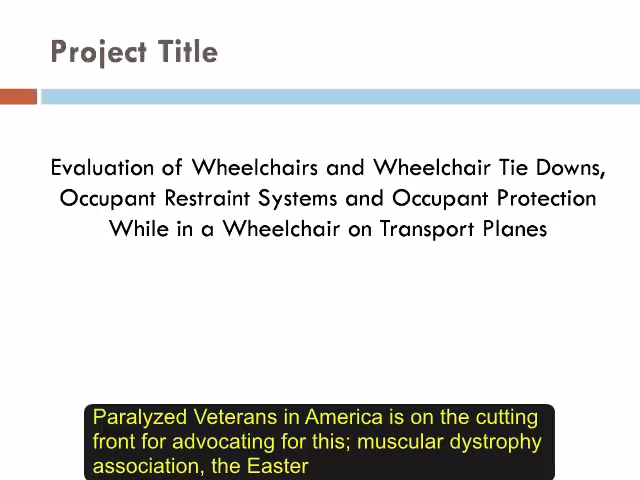 Project Title
Evaluation of Wheelchairs and Wheelchair Tie Downs,
Occupant Restraint Systems and Occupant Protection
While in a Wheelchair on Transport Planes
Paralyzed Veterans in America is on the cutting
front for advocating for this; muscular dystrophy
association, the Easter